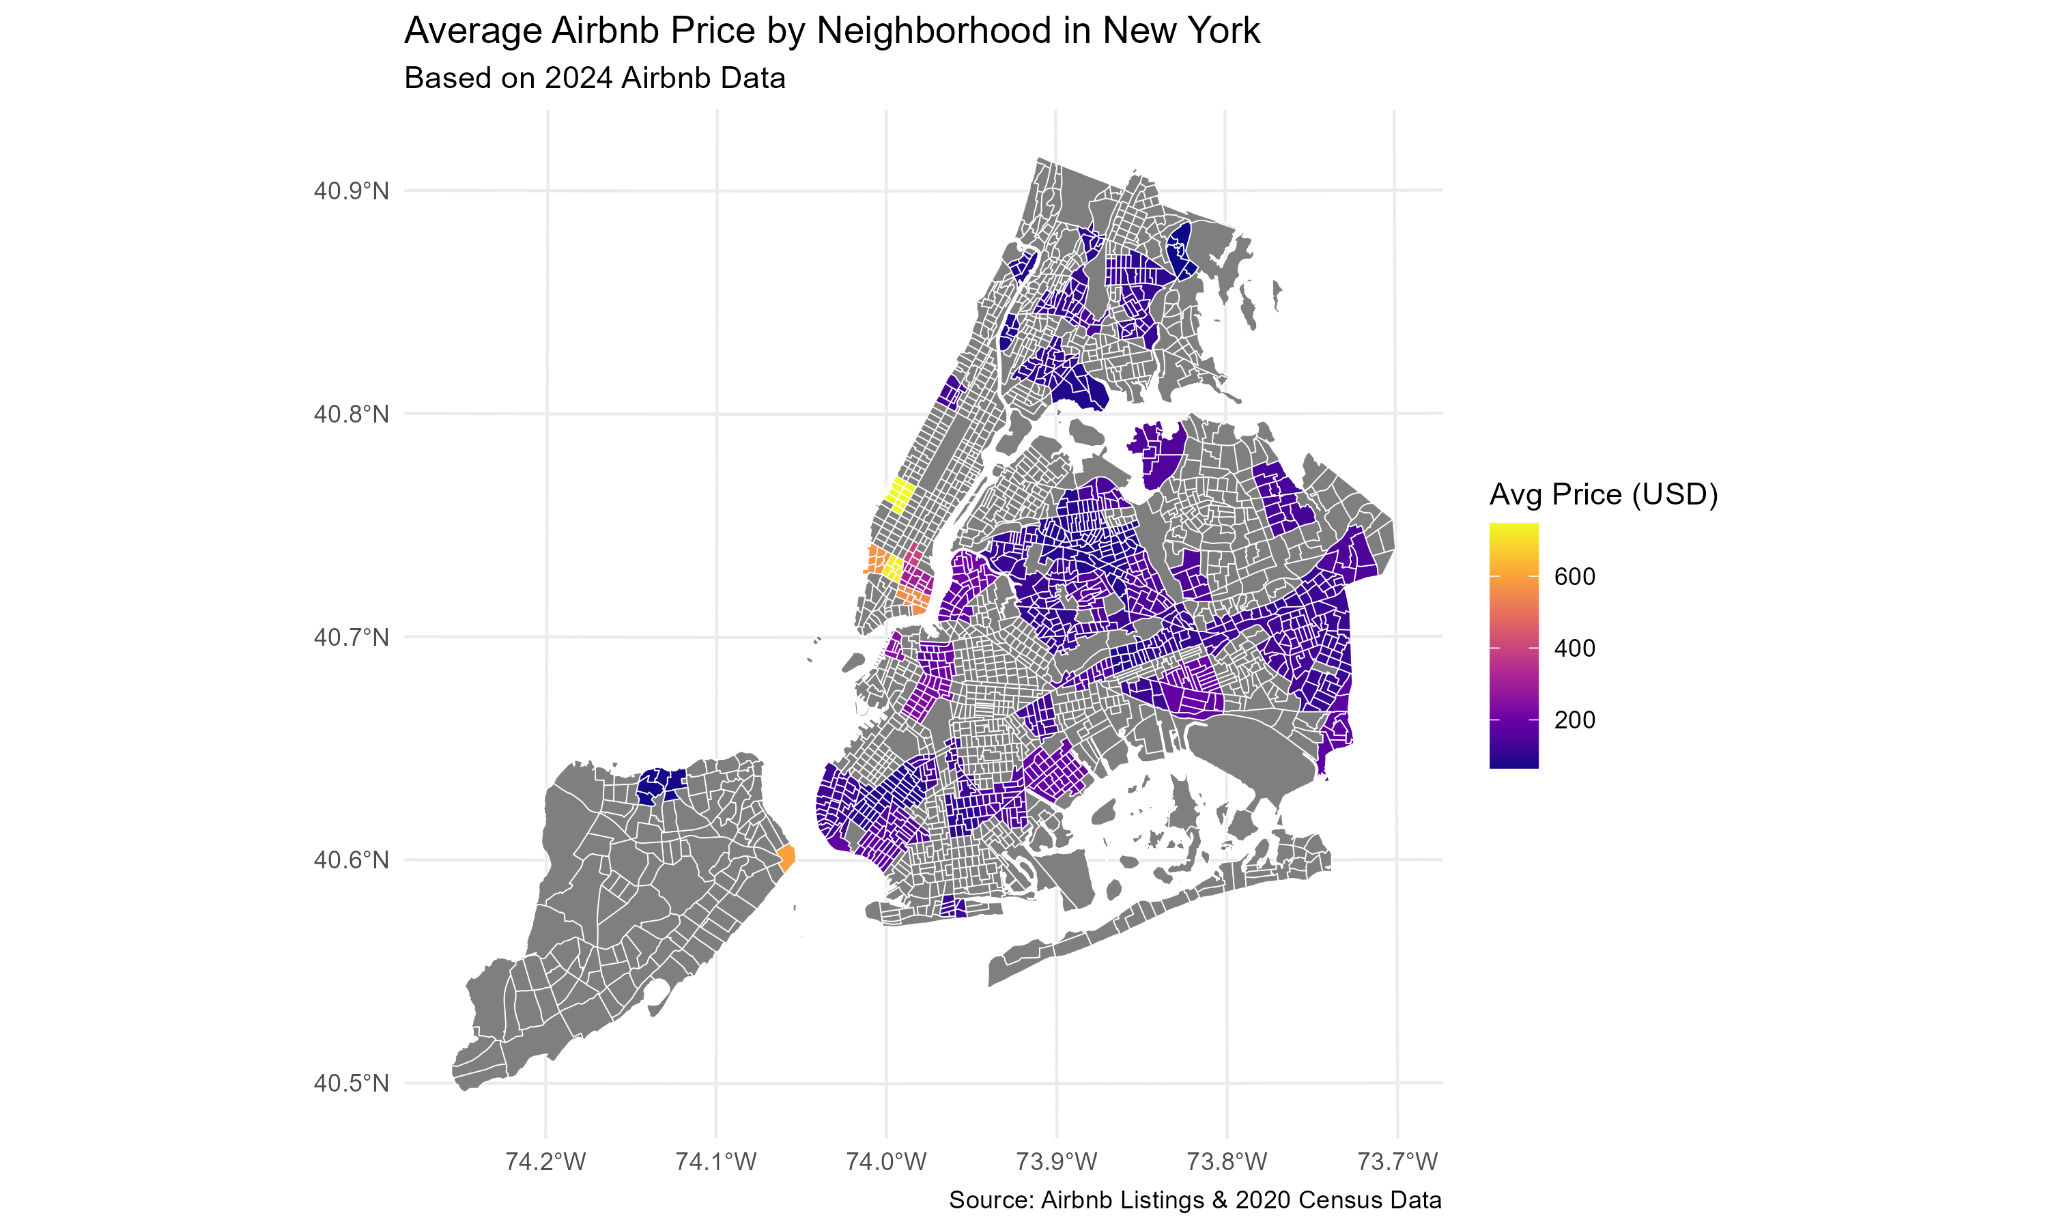 Average Airbnb Price by Neighborhood in New York
Based on 2024 Airbnb Data
40.9°N
40.8°N
40.7°N
40.6°N
40.5°N
74.2°W 74.1°W 74.0°W 73.9°W 73.8°W 73.7°W
Avg Price (USD)
600
400
200
Source: Airbnb Listings & 2020 Census Data